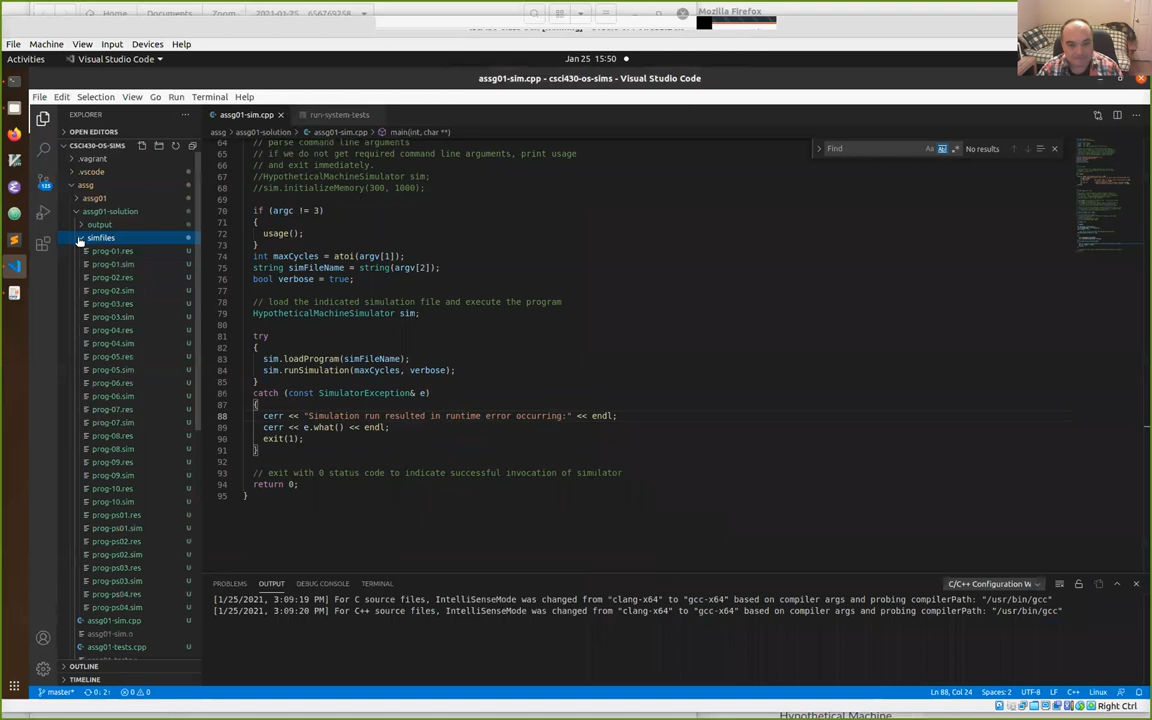 Home
Documents
Zoom
2021-01-25
656769258
Mozilla Firefox
File Machine View Input Devices Help
Activities
Visual Studio Code
Jan 25 15:50
assg01-sim.cpp - csci430-os-sims - Visual Studio Code
File Edit Selection View Go Run Terminal Help
EXPLORER
assg01-sim.cpp
run-system-tests
OPEN EDITORS
assg > assg01-solution > assg01-sim.cpp > main(int, char **)
CSCI430-OS-SIMS
.vagrant
.vscode
assg
assg01
assg01-solution
output
simfiles
prog-01.res U
prog-01.sim U
prog-02.res U
prog-02.sim U
prog-03.res U
prog-03.sim U
prog-04.res U
prog-04.sim U
prog-05.res U
prog-05.sim U
prog-06.res U
prog-06.sim U
prog-07.res U
prog-07.sim U
prog-08.res U
prog-08.sim U
prog-09.res U
prog-09.sim U
prog-10.res U
prog-10.sim U
prog-ps01.res U
prog-ps01.sim U
prog-ps02.res U
prog-ps02.sim U
prog-ps03.res U
prog-ps03.sim U
prog-ps04.res U
prog-ps04.sim U
assg01-sim.cpp U
assg01-sim.o
assg01-tests.cpp U
OUTLINE
TIMELINE
125
Find
Aa
No results
64 // parse command line arguments
65 // if we do not get required command line arguments, print usage
66 // and exit immediately.
67 //HypotheticalMachineSimulator sim;
68 //sim.initializeMemory(300, 1000);
69
70 if (argc != 3)
71 {
72 usage();
73 }
74 int maxCycles = atoi(argv[1]);
75 string simFileName = string(argv[2]);
76 bool verbose = true;
77
78 // load the indicated simulation file and execute the program
79 HypotheticalMachineSimulator sim;
80
81 try
82 {
83 sim.loadProgram(simFileName);
84 sim.runSimulation(maxCycles, verbose);
85 }
86 catch (const SimulatorException& e)
87 {
88 cerr << "Simulation run resulted in runtime error occurring:" << endl;
89 cerr << e.what() << endl;
90 exit(1);
91 }
92
93 // exit with 0 status code to indicate successful invocation of simulator
94 return 0;
95 }
PROBLEMS OUTPUT DEBUG CONSOLE TERMINAL
C/C++ Configuration W
[1/25/2021, 3:09:19 PM] For C source files, IntelliSenseMode was changed from "clang-x64" to "gcc-x64" based on compiler args and probing compilerPath: "/usr/bin/gcc"
[1/25/2021, 3:09:20 PM] For C++ source files, IntelliSenseMode was changed from "clang-x64" to "gcc-x64" based on compiler args and probing compilerPath: "/usr/bin/gcc"
master* 0↓ 2↑ 0 0
Ln 88, Col 24 Spaces: 2 UTF-8 LF C++ Linux
Right Ctrl
Hypothetical Machine